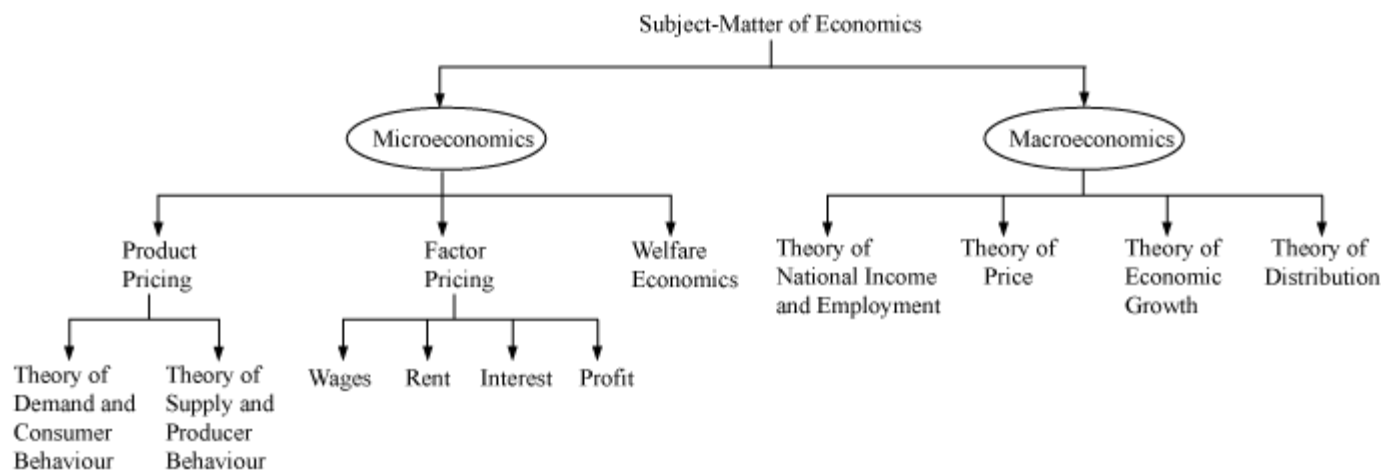 Subject-Matter of Economics
Microeconomics
Macroeconomics
Product
Pricing
Factor
Pricing
Welfare
Economics
Theory of
National Income
and Employment
Theory of
Price
Theory of
Economic
Growth
Theory of
Distribution
Theory of
Demand and
Consumer
Behaviour
Theory of
Supply and
Producer
Behaviour
Wages
Rent
Interest
Profit